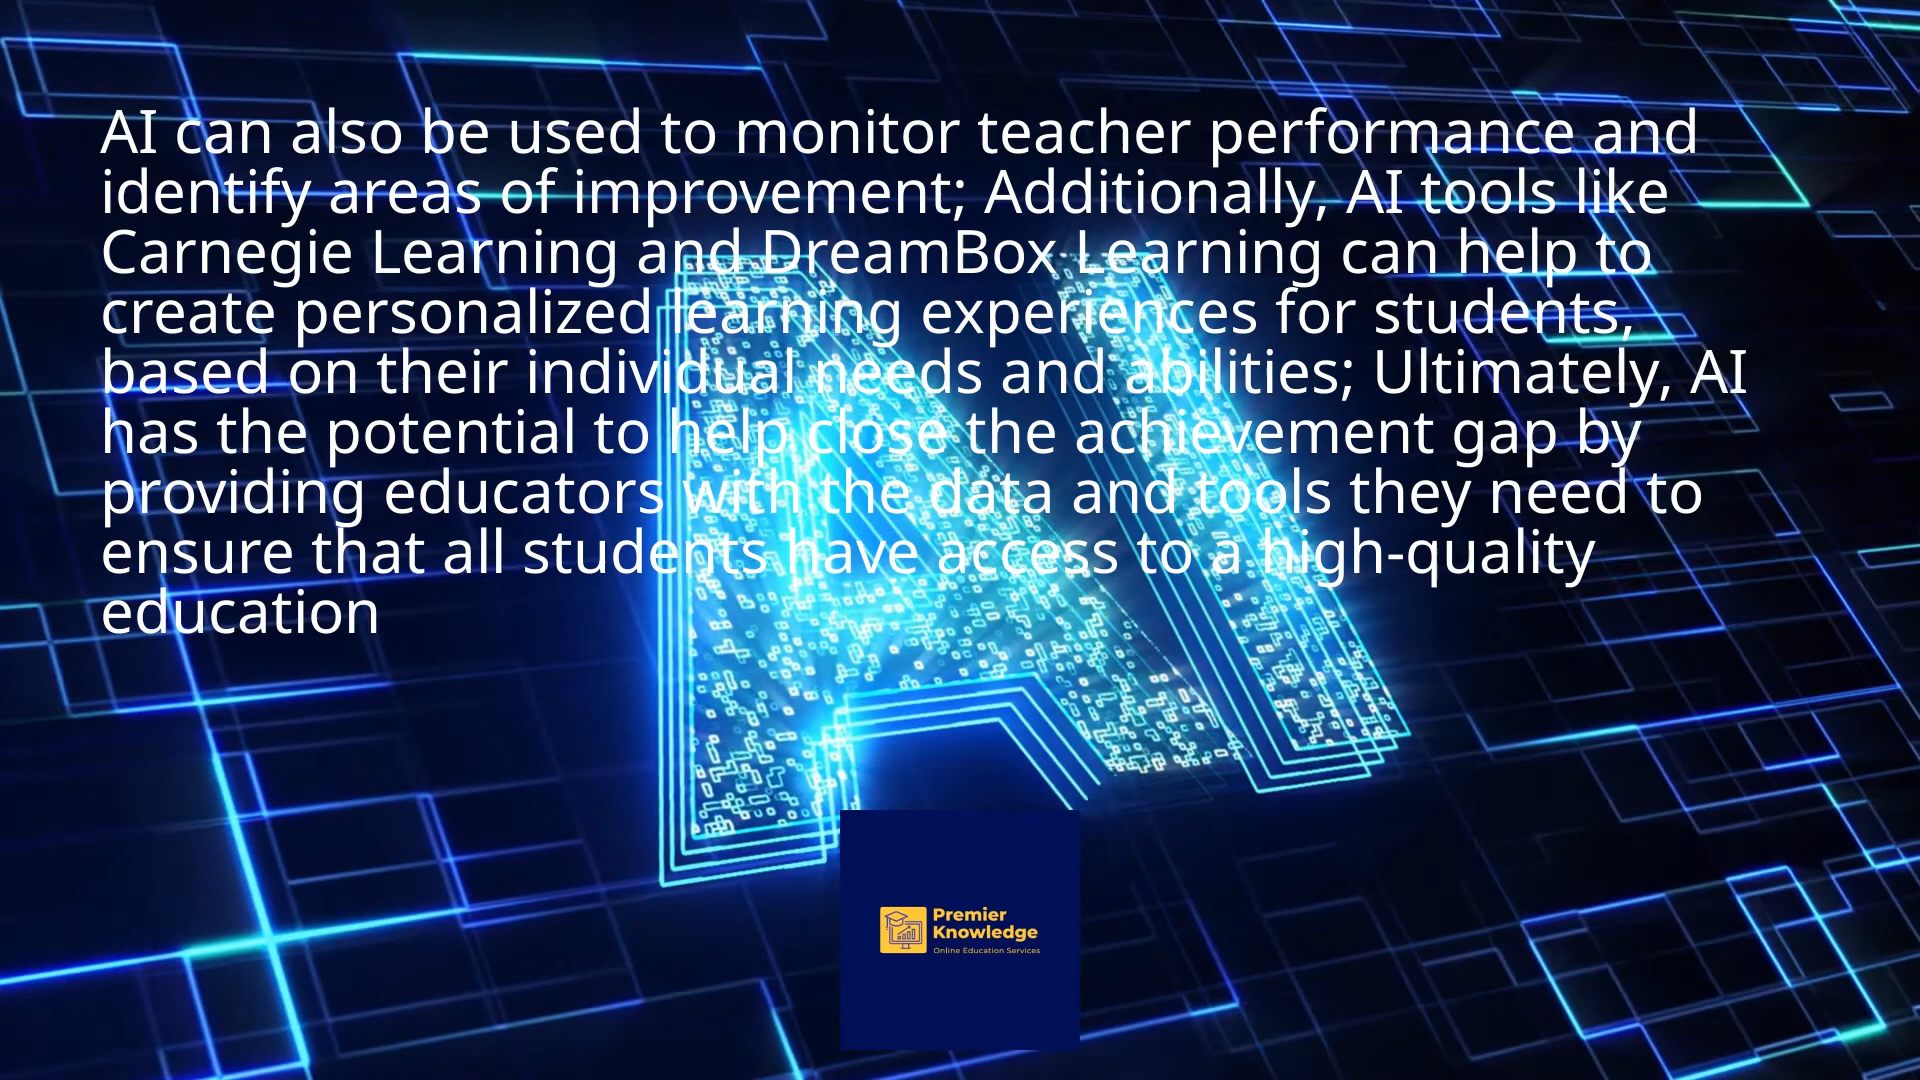 AI can also be used to monitor teacher performance and
identify areas of improvement; Additionally, AI tools like
Carnegie Learning and DreamBox Learning can help to
create personalized learning experiences for students,
based on their individual needs and abilities; Ultimately, AI
has the potential to help close the achievement gap by
providing educators with the data and tools they need to
ensure that all students have access to a high-quality
education
AI
Premier
Knowledge
Online Education Services